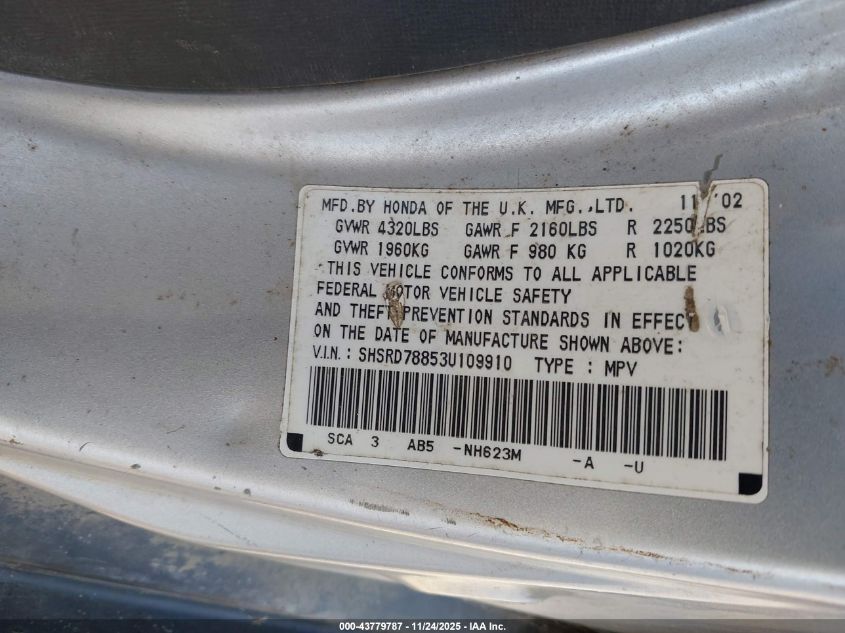 MFD.BY HONDA OF THE U.K. MFG.,LTD. 11/'02
GVWR 4320LBS GAWR F 2160LBS R 2250LBS
GVWR 1960KG GAWR F 980 KG R 1020KG
THIS VEHICLE CONFORMS TO ALL APPLICABLE
FEDERAL MOTOR VEHICLE SAFETY
AND THEFT PREVENTION STANDARDS IN EFFECT
ON THE DATE OF MANUFACTURE SHOWN ABOVE:
V.I.N.: SHSRD78853U109910 TYPE : MPV
SCA 3 AB5 -NH623M -A -U
000-43779787 - 11/24/2025 - IAA Inc.